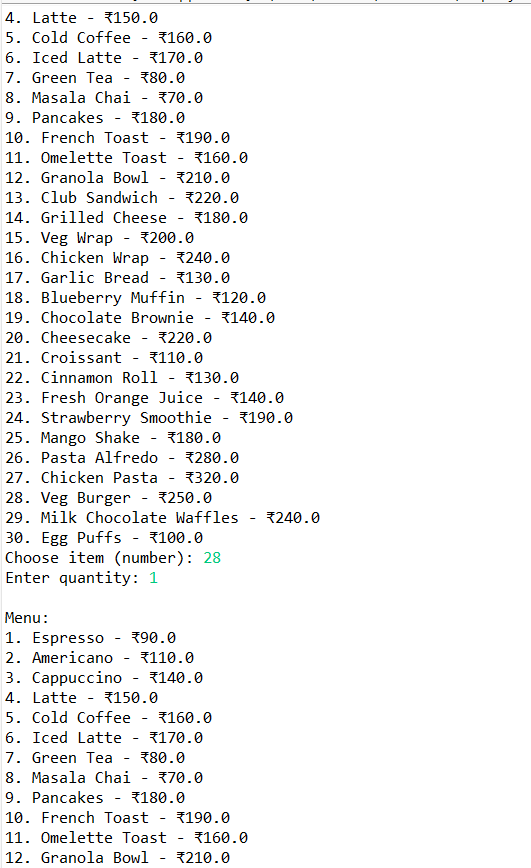 4. Latte - ₹150.0
5. Cold Coffee - ₹160.0
6. Iced Latte - ₹170.0
7. Green Tea - ₹80.0
8. Masala Chai - ₹70.0
9. Pancakes - ₹180.0
10. French Toast - ₹190.0
11. Omelette Toast - ₹160.0
12. Granola Bowl - ₹210.0
13. Club Sandwich - ₹220.0
14. Grilled Cheese - ₹180.0
15. Veg Wrap - ₹200.0
16. Chicken Wrap - ₹240.0
17. Garlic Bread - ₹130.0
18. Blueberry Muffin - ₹120.0
19. Chocolate Brownie - ₹140.0
20. Cheesecake - ₹220.0
21. Croissant - ₹110.0
22. Cinnamon Roll - ₹130.0
23. Fresh Orange Juice - ₹140.0
24. Strawberry Smoothie - ₹190.0
25. Mango Shake - ₹180.0
26. Pasta Alfredo - ₹280.0
27. Chicken Pasta - ₹320.0
28. Veg Burger - ₹250.0
29. Milk Chocolate Waffles - ₹240.0
30. Egg Puffs - ₹100.0
Choose item (number): 28
Enter quantity: 1
Menu:
1. Espresso - ₹90.0
2. Americano - ₹110.0
3. Cappuccino - ₹140.0
4. Latte - ₹150.0
5. Cold Coffee - ₹160.0
6. Iced Latte - ₹170.0
7. Green Tea - ₹80.0
8. Masala Chai - ₹70.0
9. Pancakes - ₹180.0
10. French Toast - ₹190.0
11. Omelette Toast - ₹160.0
12. Granola Bowl - ₹210.0